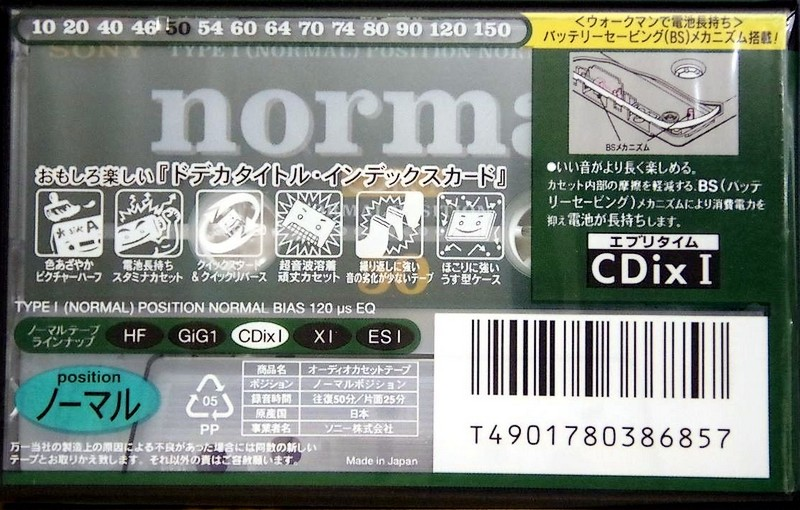 10 20 40 46 50 54 60 64 70 74 80 90 120 150
SONY TYPE I (NORMAL) POSITION NOR
norma
<ウォークマンで電池長持ち>
バッテリーセービング(BS)メカニズム搭載!
BSメカニズム
●いい音がより長く楽しめる。
カセット内部の摩擦を軽減する、BS(バッテ
リーセービング)メカニズムにより消費電力を
抑え電池が長持ちします。
エブリタイム
CDix I
おもしろ楽しい『ドデカタイトル・インデックスカード』
色あざやか
ピクチャーハーフ
電池長持ち
スタミナカセット
クイックスタート
&クイックリバース
超音波溶着
頑丈カセット
繰り返しに強い
音の劣化が少ないテープ
ほこりに強い
うす型ケース
TYPE I (NORMAL) POSITION NORMAL BIAS 120 μs EQ
ノーマルテープ
ラインナップ
HF GiG1 CDix I X I ES I
position
ノーマル
05
PP
商品名 オーディオカセットテープ
ポジション ノーマルポジション
録音時間 往復50分/片面25分
原産国 日本
事業者名 ソニー株式会社
万一当社の製造上の原因による不良があった場合には同数の新しい
テープとお取りかえ致します。それ以外の責はご容赦願います。
Made in Japan
T4901780386857